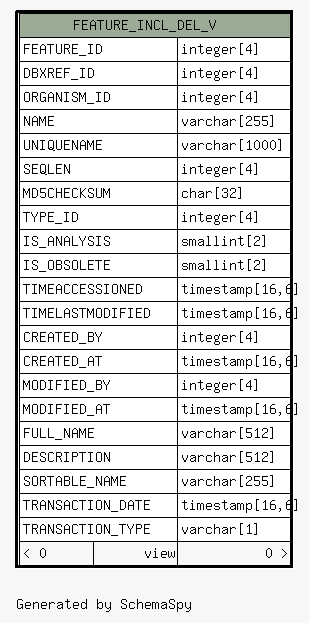 FEATURE_INCL_DEL_V
FEATURE_ID integer[4]
DBXREF_ID integer[4]
ORGANISM_ID integer[4]
NAME varchar[255]
UNIQUENAME varchar[1000]
SEQLEN integer[4]
MD5CHECKSUM char[32]
TYPE_ID integer[4]
IS_ANALYSIS smallint[2]
IS_OBSOLETE smallint[2]
TIMEACCESSIONED timestamp[16,6]
TIMELASTMODIFIED timestamp[16,6]
CREATED_BY integer[4]
CREATED_AT timestamp[16,6]
MODIFIED_BY integer[4]
MODIFIED_AT timestamp[16,6]
FULL_NAME varchar[512]
DESCRIPTION varchar[512]
SORTABLE_NAME varchar[255]
TRANSACTION_DATE timestamp[16,6]
TRANSACTION_TYPE varchar[1]
< 0 view 0 >
Generated by SchemaSpy